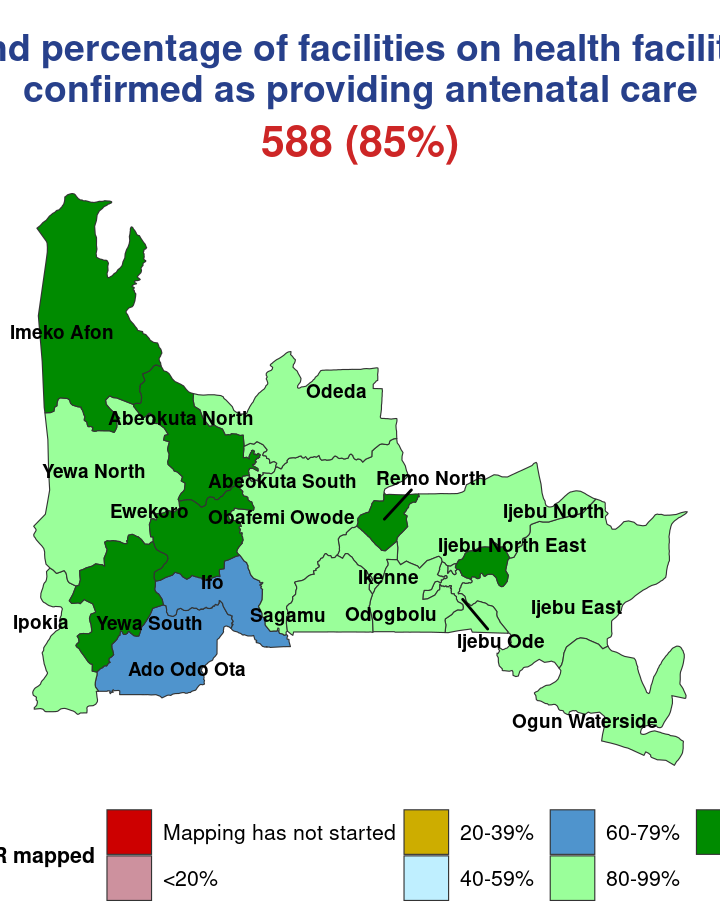 percentage of facilities on health
confirmed as providing antenatal care
588 (85%)
Imeko Afon
Odeda
Abeokuta North
Yewa North
Abeokuta South
Remo North
Ewekoro
Obafemi Owode
Ijebu North
Ijebu North East
Ifo
Ikenne
Ijebu East
Sagamu
Odogbolu
Ipokia
Yewa South
Ijebu Ode
Ado Odo Ota
Ogun Waterside
Mapping has not started
20-39%
60-79%
mapped
<20%
40-59%
80-99%